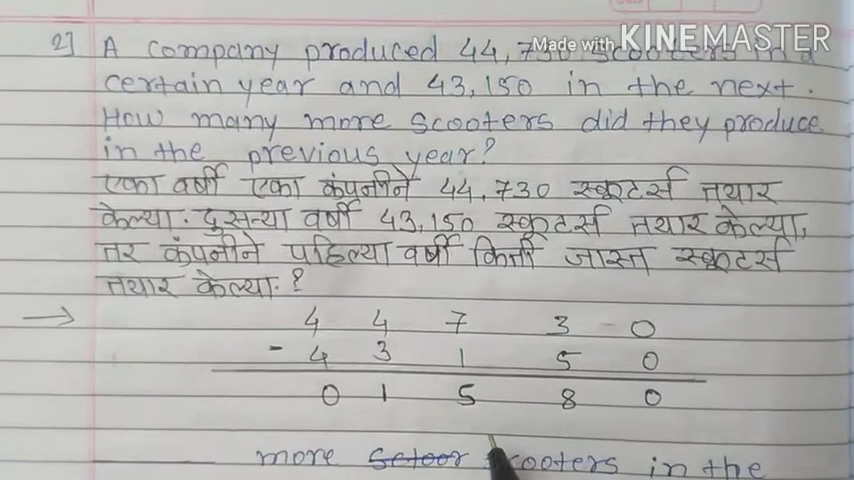 Made with KINEMASTER
2] A company produced 44,730 scooters in a
certain year and 43,150 in the next.
How many more scooters did they produce
in the previous year?
एका वर्षी एका कंपनीने 44,730 स्कूटर्स तयार
केल्या. दुसऱ्या वर्षी 43,150 स्कूटर्स तयार केल्या,
तर कंपनीने पहिल्या वर्षी किती जास्त स्कूटर्स
तयार केल्या.?
→ 4 4 7 3 0
- 4 3 1 5 0
0 1 5 8 0
more scooters in the